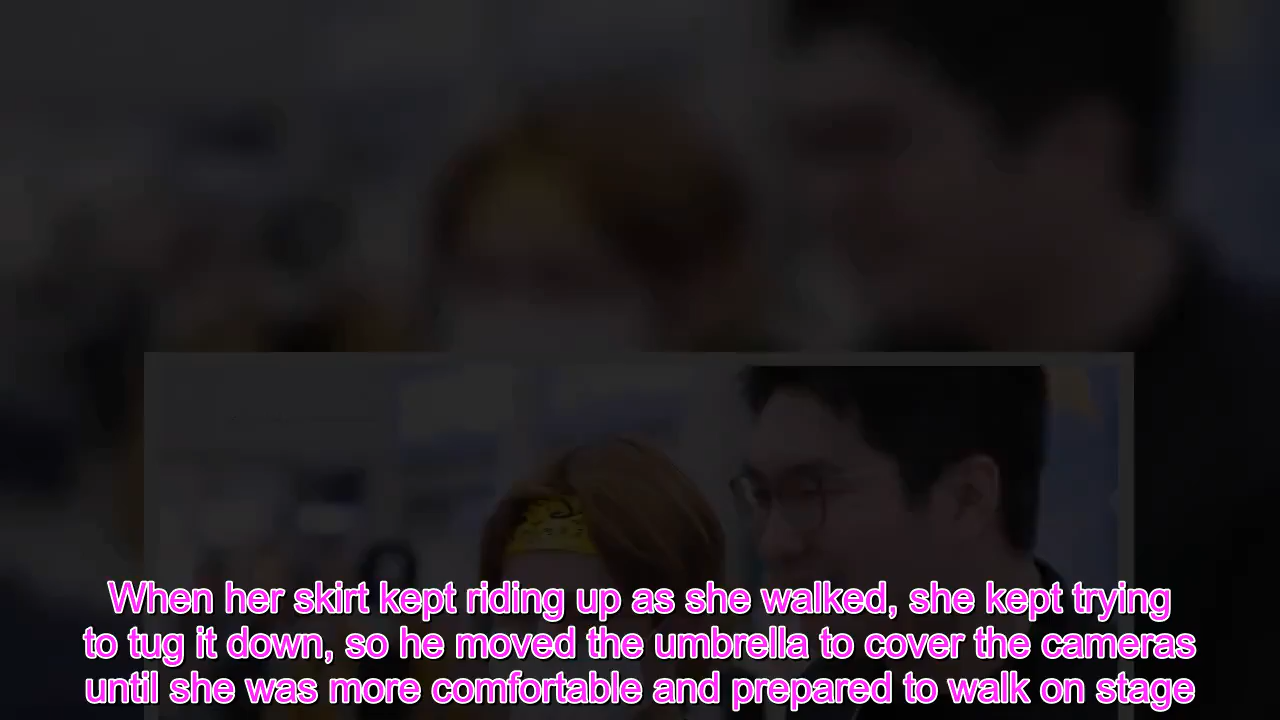 When her skirt kept riding up as she walked, she kept trying
to tug it down, so he moved the umbrella to cover the cameras
until she was more comfortable and prepared to walk on stage